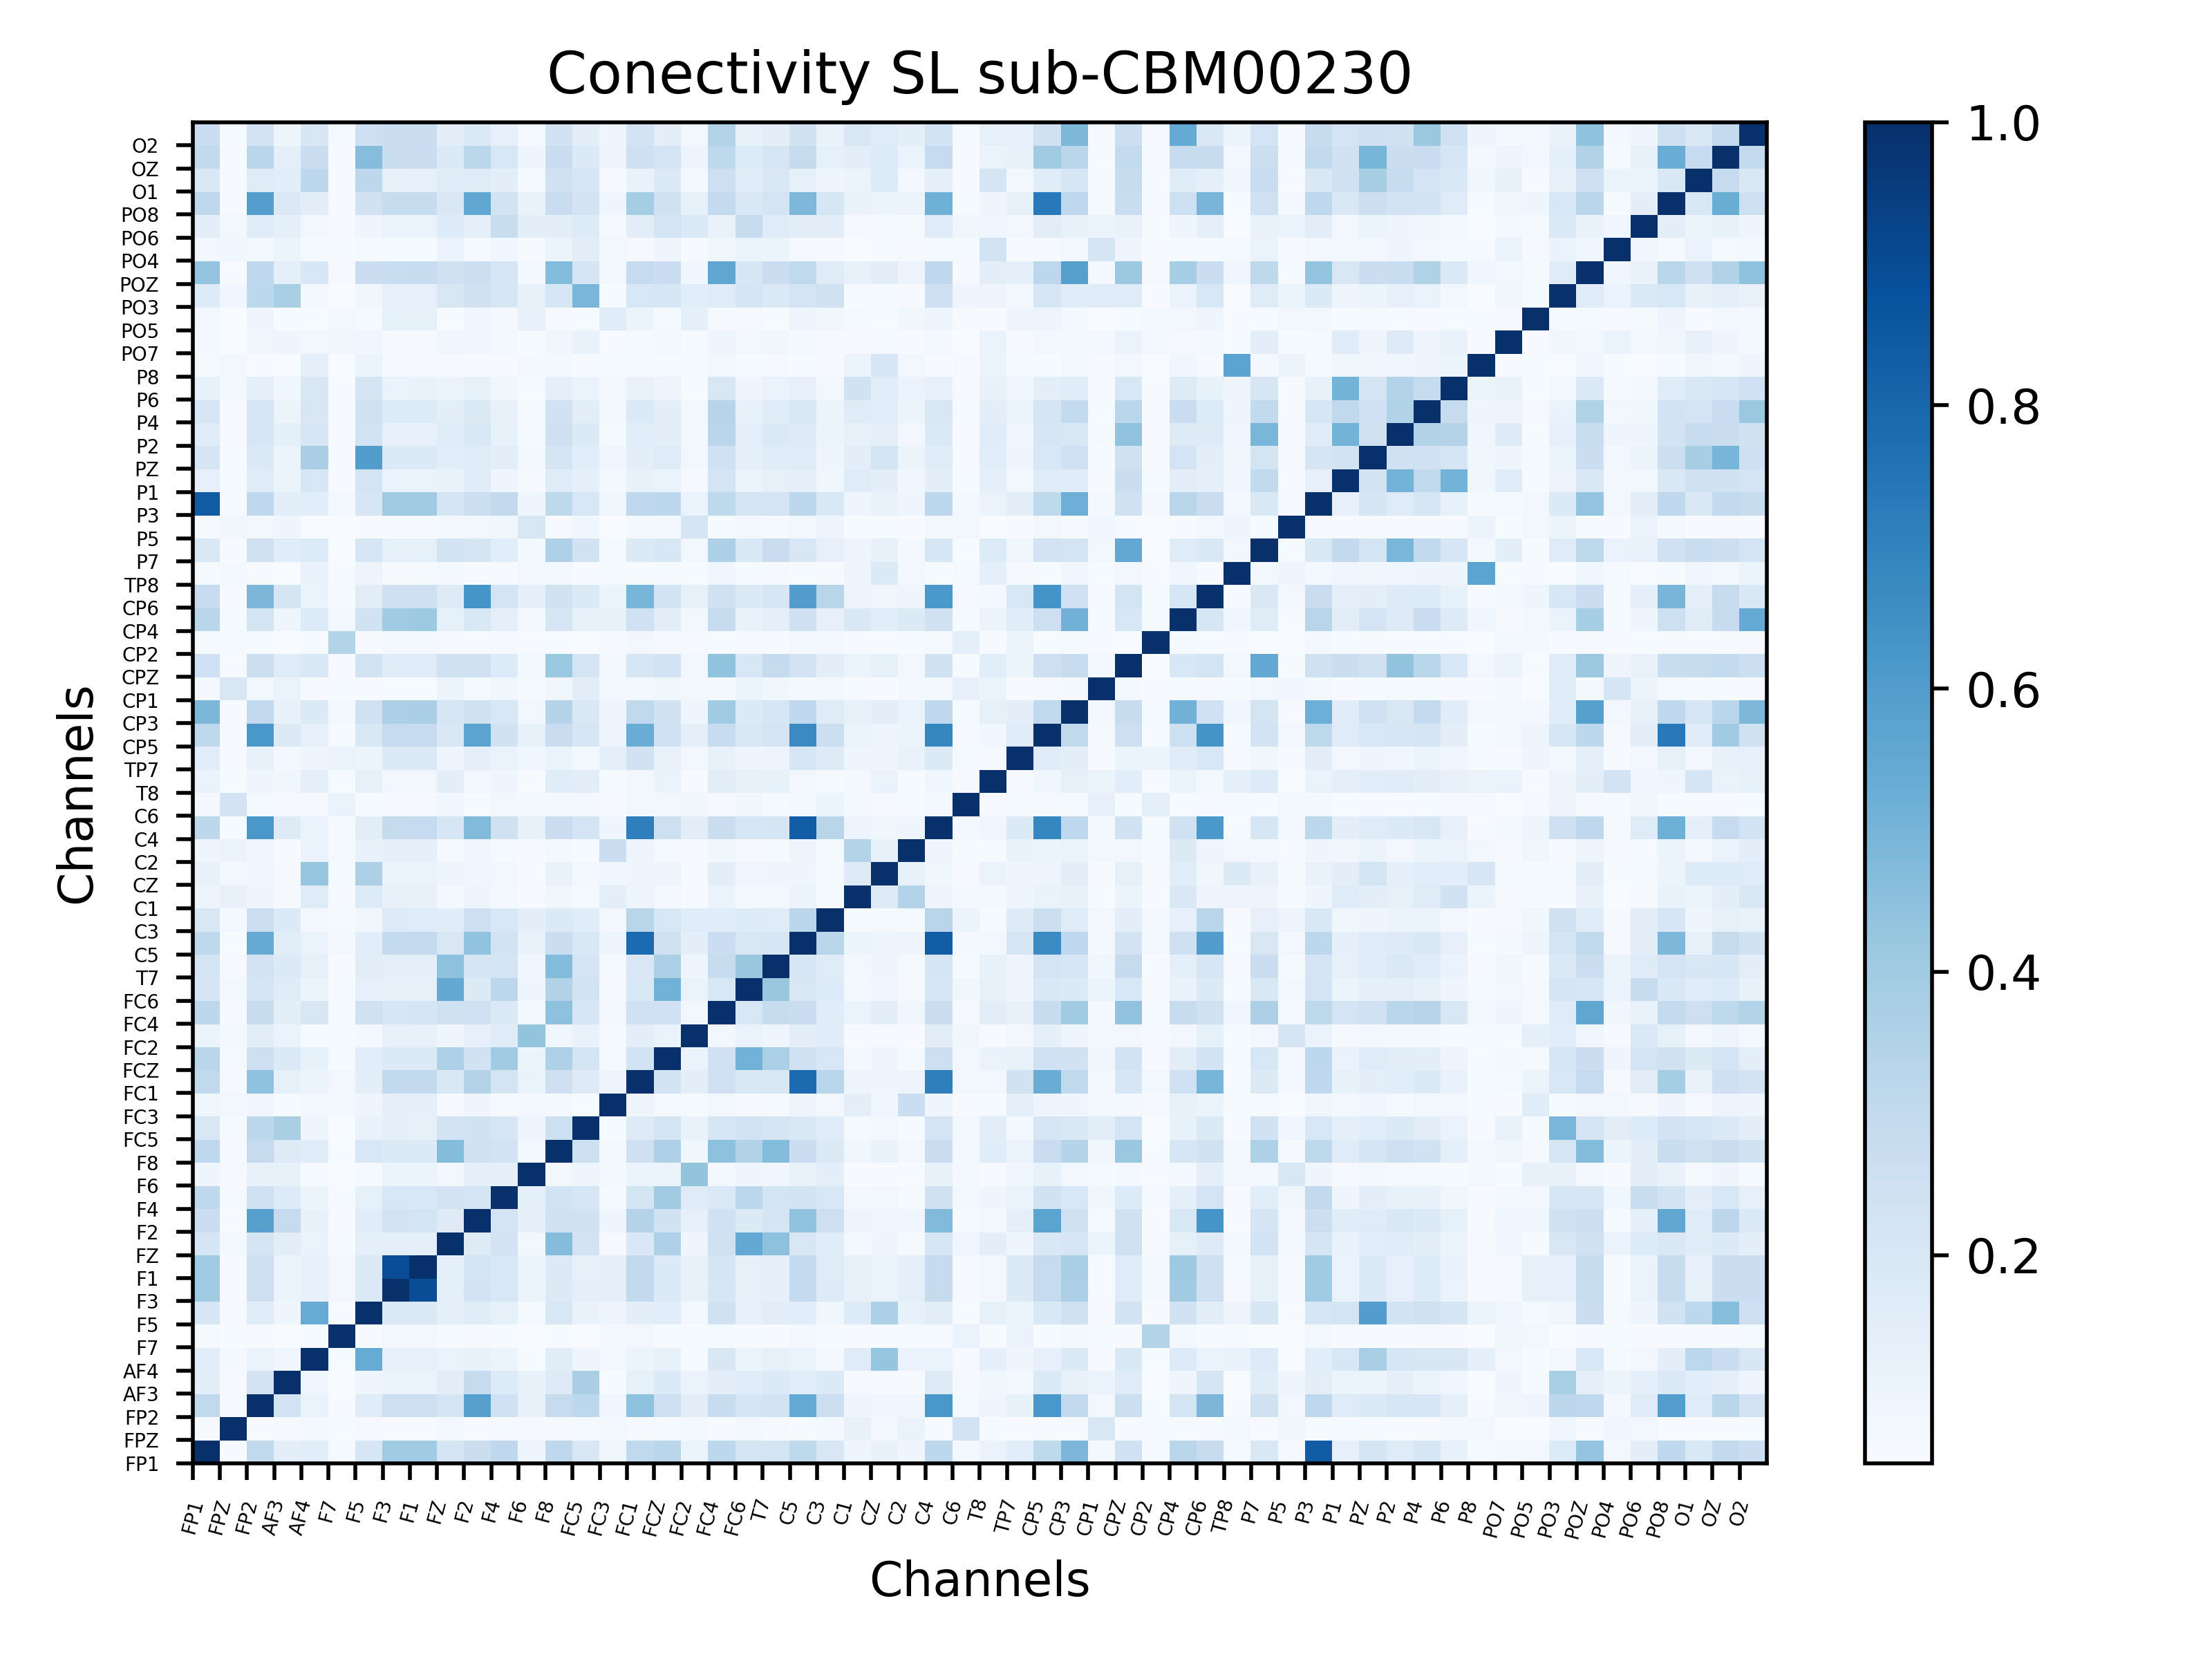 Conectivity SL sub-CBM00230
O2
OZ
O1
PO8
PO6
PO4
POZ
PO3
PO5
PO7
P8
P6
P4
P2
PZ
P1
P3
P5
P7
TP8
CP6
CP4
CP2
CPZ
CP1
CP3
CP5
TP7
T8
C6
C4
C2
CZ
C1
C3
C5
T7
FC6
FC4
FC2
FCZ
FC1
FC3
FC5
F8
F6
F4
F2
FZ
F1
F3
F5
F7
AF4
AF3
FP2
FPZ
FP1
Channels
FP1 FPZ FP2 AF3 AF4 F7 F5 F3 F1 FZ F2 F4 F6 F8 FC5 FC3 FC1 FCZ FC2 FC4 FC6 T7 C5 C3 C1 CZ C2 C4 C6 T8 TP7 CP5 CP3 CP1 CPZ CP2 CP4 CP6 TP8 P7 P5 P3 P1 PZ P2 P4 P6 P8 PO7 PO5 PO3 POZ PO4 PO6 PO8 O1 OZ O2
Channels
1.0
0.8
0.6
0.4
0.2